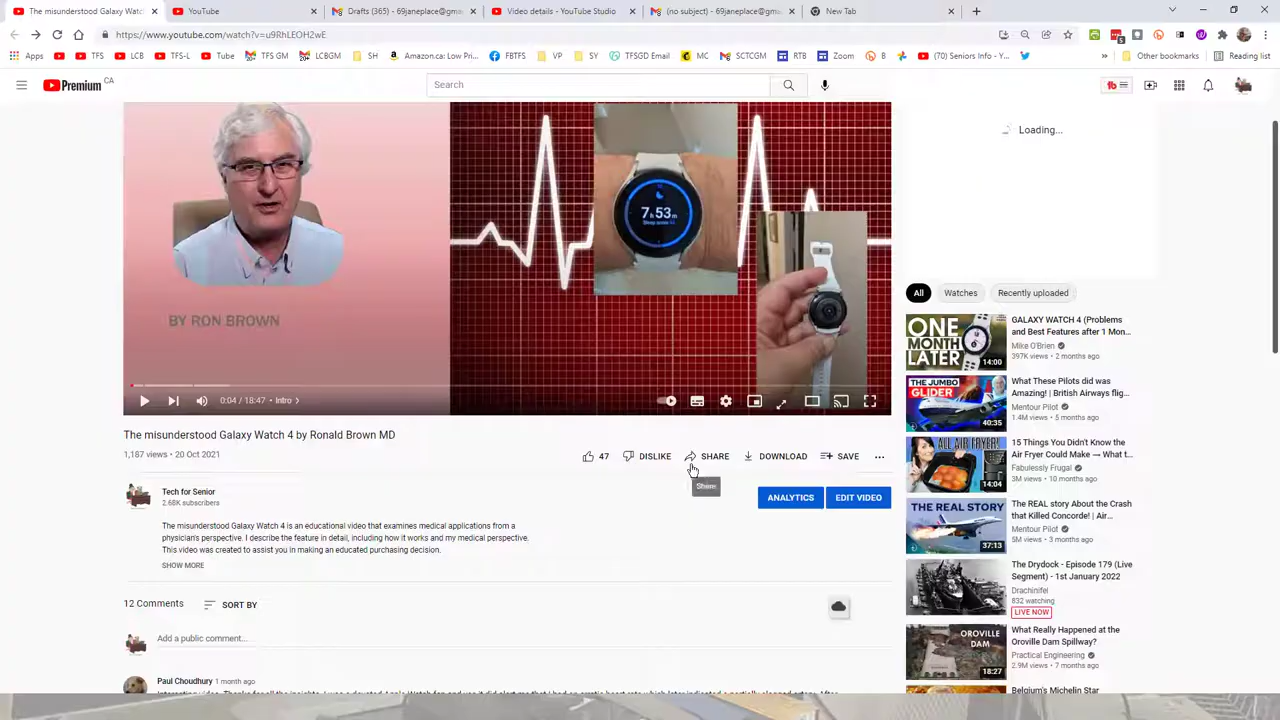 The misunderstood Galaxy Watc
YouTube
Drafts (365) - 69janeplace@gm
Video details - YouTube Studio
(no subject) - 69janeplace@gm
New Tab
https://youtube.com/watch?v=u9RhLEOH2wE
Apps
TFS
LCB
TFS-L
Tube
TFS GM
LCBGM
SH
Amazon.ca: Low Pri...
FBTFS
VP
SY
TFSGD Email
MC
SCTCGM
RTB
Zoom
B
(70) Seniors Info - Y...
Other bookmarks
Reading list
Premium CA
Search
Loading...
7h 53m
Sleep score
BY RON BROWN
0:04 / 18:47 • Intro
The misunderstood Galaxy Watch 4 by Ronald Brown MD
1,187 views • 20 Oct 2021
47
DISLIKE
SHARE
DOWNLOAD
SAVE
Share
Tech for Senior
2.68K subscribers
ANALYTICS
EDIT VIDEO
The misunderstood Galaxy Watch 4 is an educational video that explores medical applications from a
physician's perspective. I describe the feature in detail, including how it works and my medical perspective.
This video was created to assist you in making an educated purchasing decision.
SHOW MORE
12 Comments
SORT BY
Add a public comment...
Paul Choudhury 1 month ago
All
Watches
Recently uploaded
ONE
MONTH
LATER
14:00
GALAXY WATCH 4 (Problems
and Best Features after 1 Mon...
Mike O'Brien
397K views • 2 months ago
THE JUMBO
GLIDER
40:35
What These Pilots did was
Amazing! | British Airways flig...
Mentour Pilot
1.4M views • 5 months ago
ALL AIR FRYER!
14:04
15 Things You Didn't Know the
Air Fryer Could Make → What t...
Fabulessly Frugal
3M views • 10 months ago
THE REAL STORY
37:13
The REAL story About the Crash
that Killed Concorde! | Air...
Mentour Pilot
5M views • 3 months ago
The Drydock - Episode 179 (Live
Segment) - 1st January 2022
Drachinifel
832 watching
LIVE NOW
OROVILLE
DAM
18:27
What Really Happened at the
Oroville Dam Spillway?
Practical Engineering
2.9M views • 7 months ago
Belgium's Michelin Star